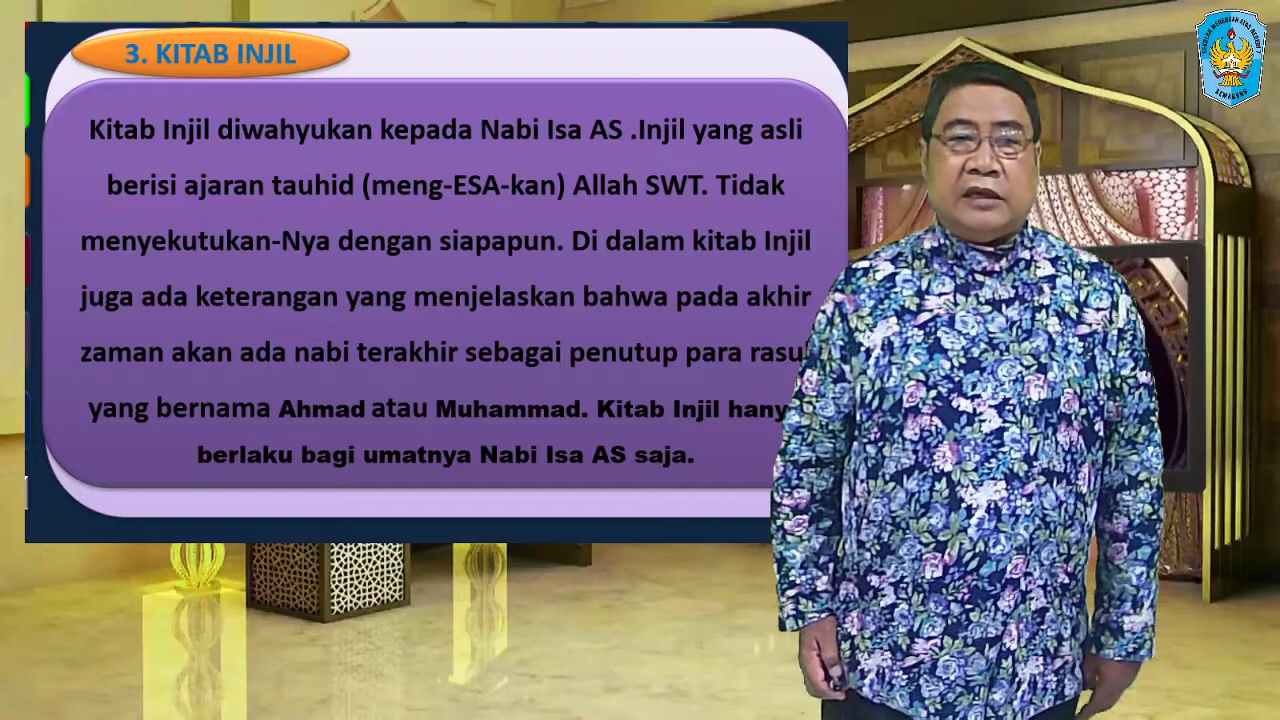 3. KITAB INJIL
Kitab Injil diwahyukan kepada Nabi Isa AS .Injil yang asli
berisi ajaran tauhid (meng-ESA-kan) Allah SWT. Tidak
menyekutukan-Nya dengan siapapun. Di dalam kitab Injil
juga ada keterangan yang menjelaskan bahwa pada akhir
zaman akan ada nabi terakhir sebagai penutup para rasu
yang bernama Ahmad atau Muhammad. Kitab Injil hany
berlaku bagi umatnya Nabi Isa AS saja.
SEMARANG